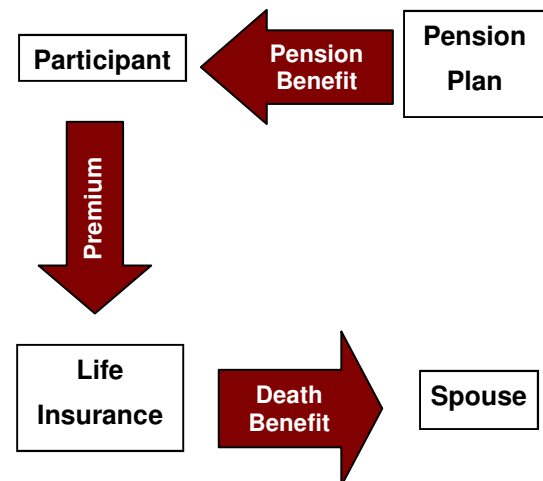 Participant
Pension
Benefit
Pension
Plan
Premium
Life
Insurance
Death
Benefit
Spouse